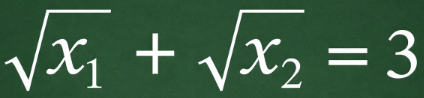 √x₁ + √x₂ = 3